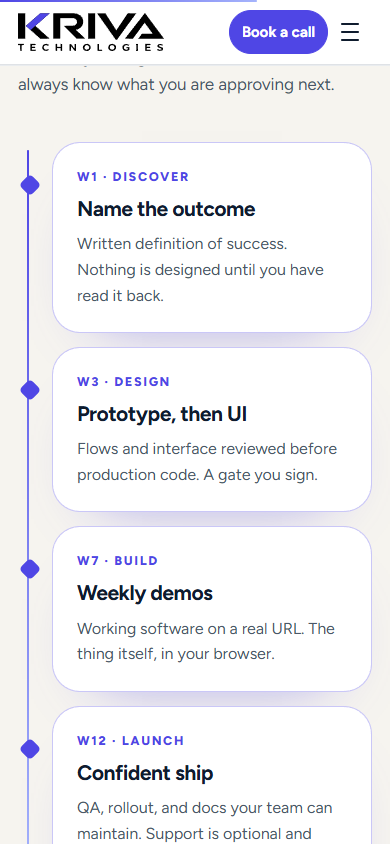 KRIVA
TECHNOLOGIES
Book a call
always know what you are approving next.
W1 · DISCOVER
Name the outcome
Written definition of success.
Nothing is designed until you have
read it back.
W3 · DESIGN
Prototype, then UI
Flows and interface reviewed before
production code. A gate you sign.
W7 · BUILD
Weekly demos
Working software on a real URL. The
thing itself, in your browser.
W12 · LAUNCH
Confident ship
QA, rollout, and docs your team can
maintain. Support is optional and